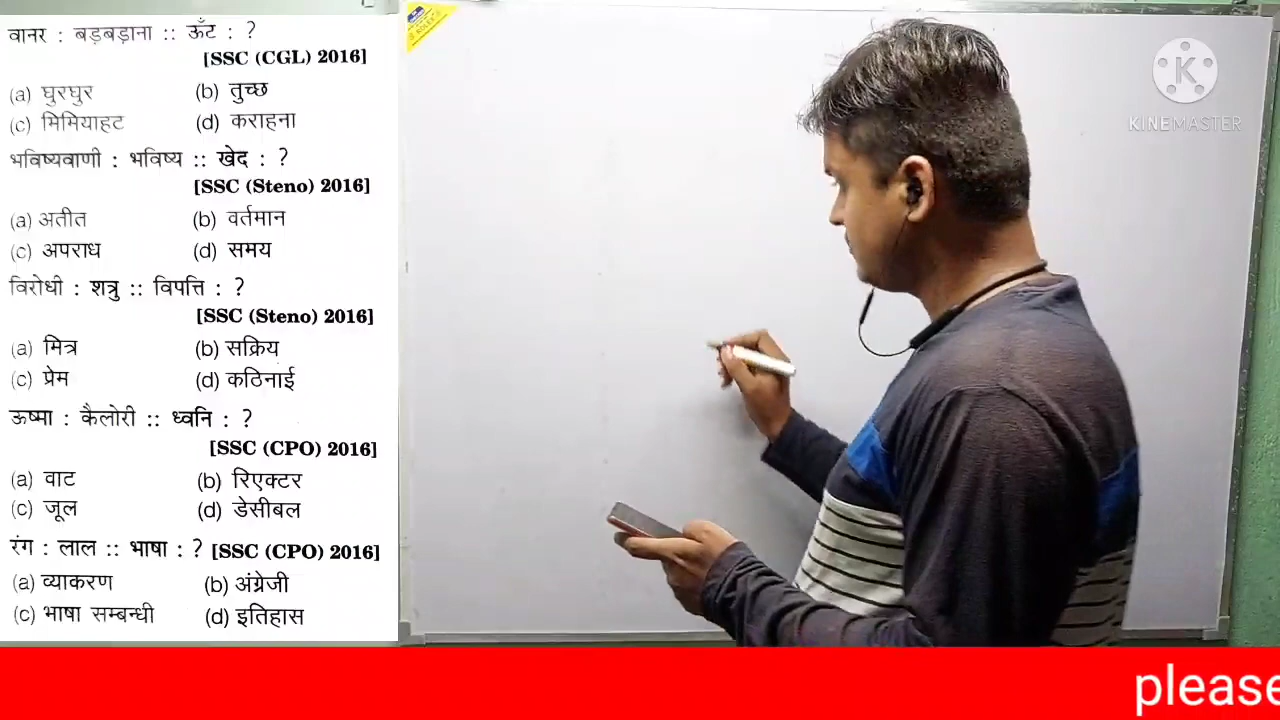 वानर : बड़बड़ाना :: ऊँट : ?
[SSC (CGL) 2016]
(a) घुरघुर (b) तुच्छ
(c) मिमियाहट (d) कराहना
भविष्यवाणी : भविष्य :: खेद : ?
[SSC (Steno) 2016]
(a) अतीत (b) वर्तमान
(c) अपराध (d) समय
विरोधी : शत्रु :: विपत्ति : ?
[SSC (Steno) 2016]
(a) मित्र (b) सक्रिय
(c) प्रेम (d) कठिनाई
ऊष्मा : कैलोरी :: ध्वनि : ?
[SSC (CPO) 2016]
(a) वाट (b) रिएक्टर
(c) जूल (d) डेसीबल
रंग : लाल :: भाषा : ? [SSC (CPO) 2016]
(a) व्याकरण (b) अंग्रेजी
(c) भाषा सम्बन्धी (d) इतिहास
K
KINEMASTER
please